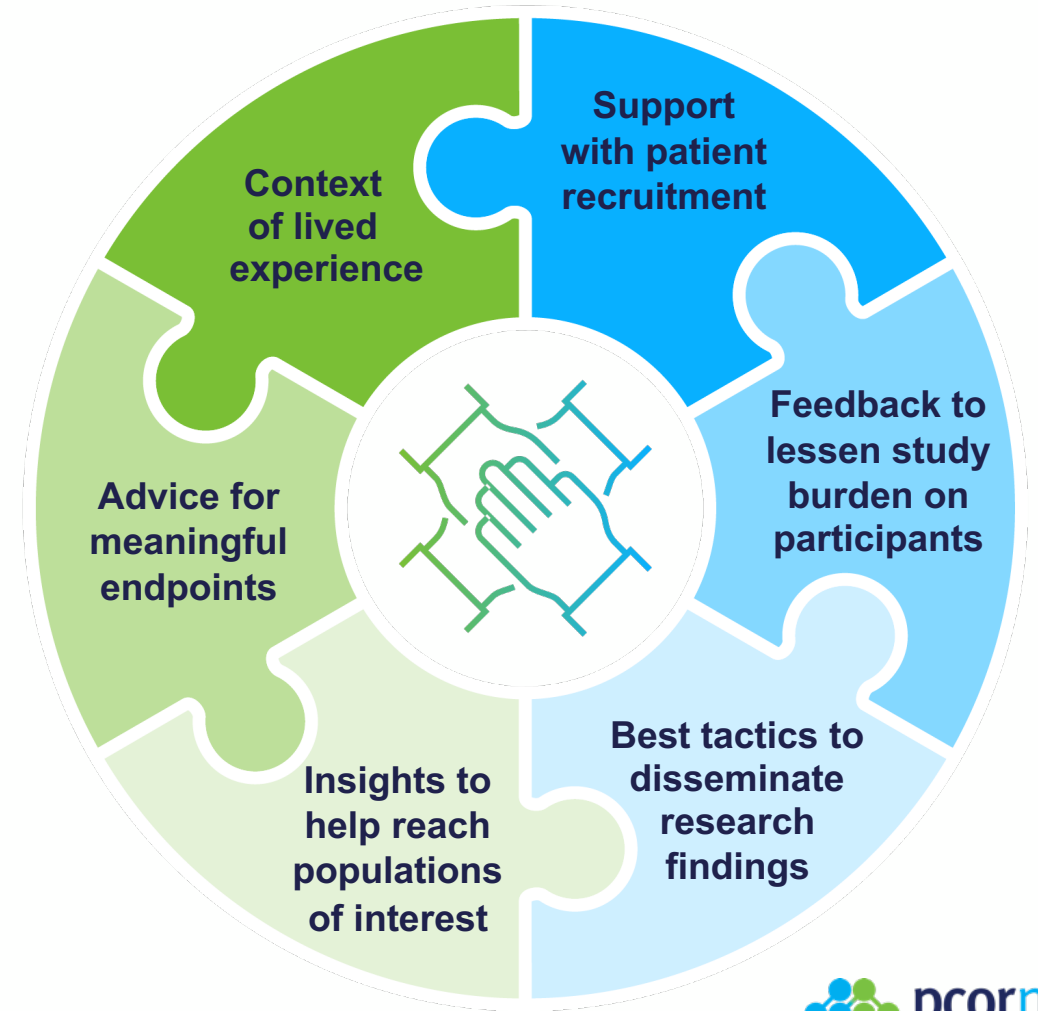 Support
with patient
recruitment
Context
of lived
experience
Feedback to
lessen study
burden on
participants
Advice for
meaningful
endpoints
Best tactics to
disseminate
research
findings
Insights to
help reach
populations
of interest